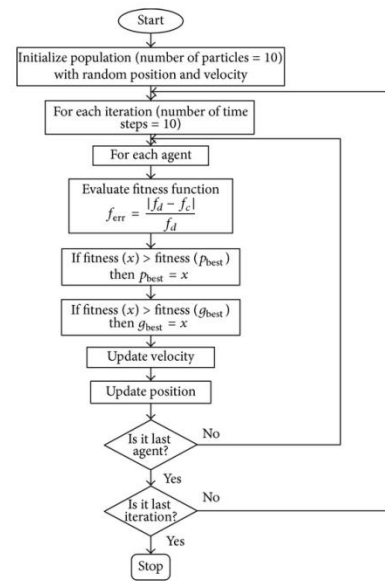 Start
Initialize population (number of particles = 10)
with random position and velocity
For each iteration (number of time
steps = 10)
For each agent
Evaluate fitness function
f_err = |f_d − f_c| / f_d
If fitness (x) > fitness (p_best)
then p_best = x
If fitness (x) > fitness (g_best)
then g_best = x
Update velocity
Update position
Is it last
agent?
No
Yes
Is it last
iteration?
No
Yes
Stop